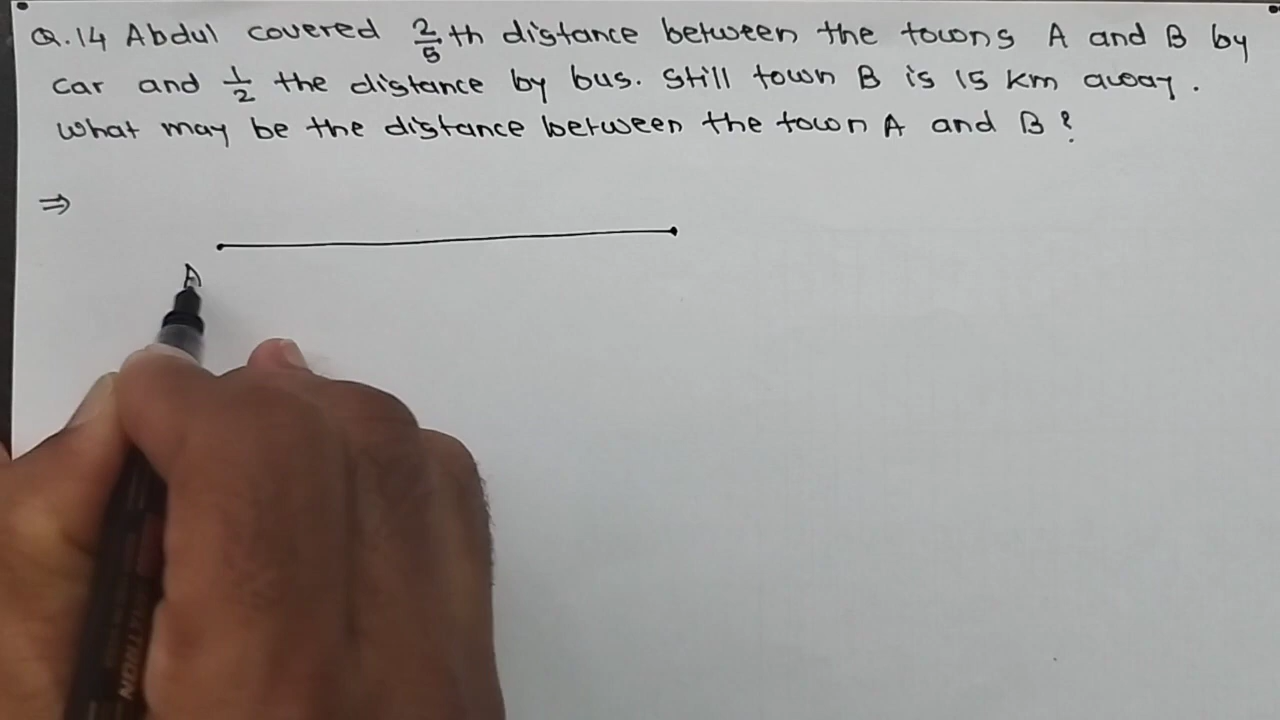 Q.14 Abdul covered 2/5 th distance between the towns A and B by
car and 1/2 the distance by bus. Still town B is 15 km away.
What may be the distance between the town A and B?
⇒
A